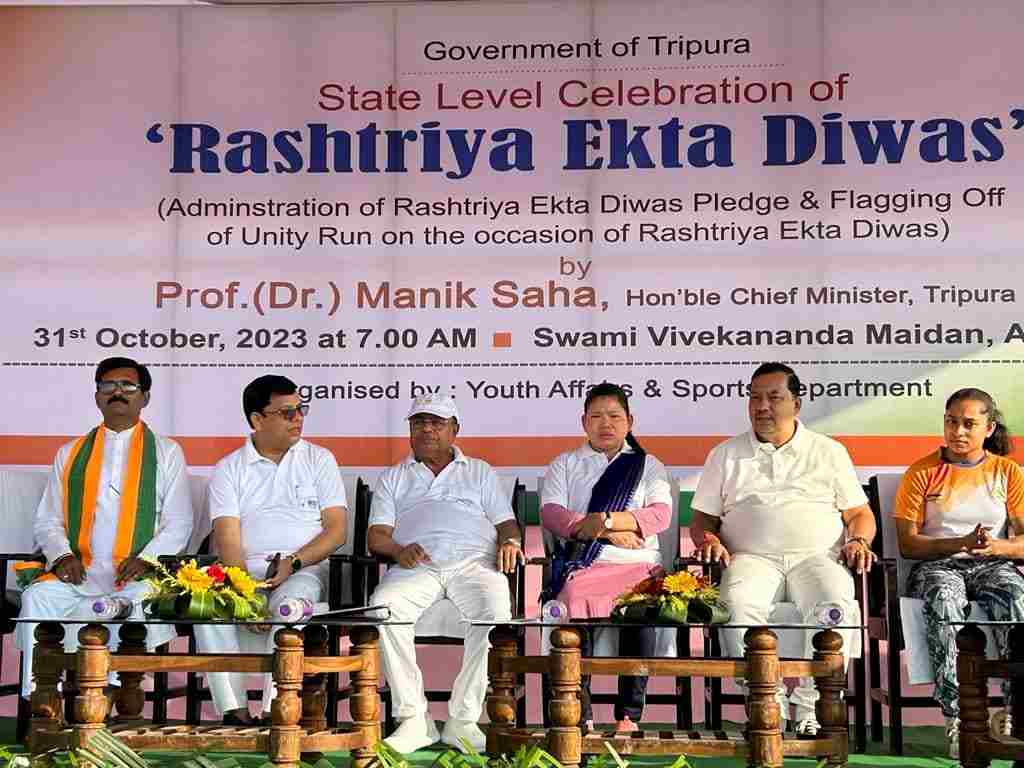 Government of Tripura
State Level Celebration of
‘Rashtriya Ekta Diwas’
(Adminstration of Rashtriya Ekta Diwas Pledge & Flagging Off
of Unity Run on the occasion of Rashtriya Ekta Diwas)
by
Prof.(Dr.) Manik Saha, Hon'ble Chief Minister, Tripura
31st October, 2023 at 7.00 AM ■ Swami Vivekananda Maidan, A
rganised by : Youth Affairs & Sports Department